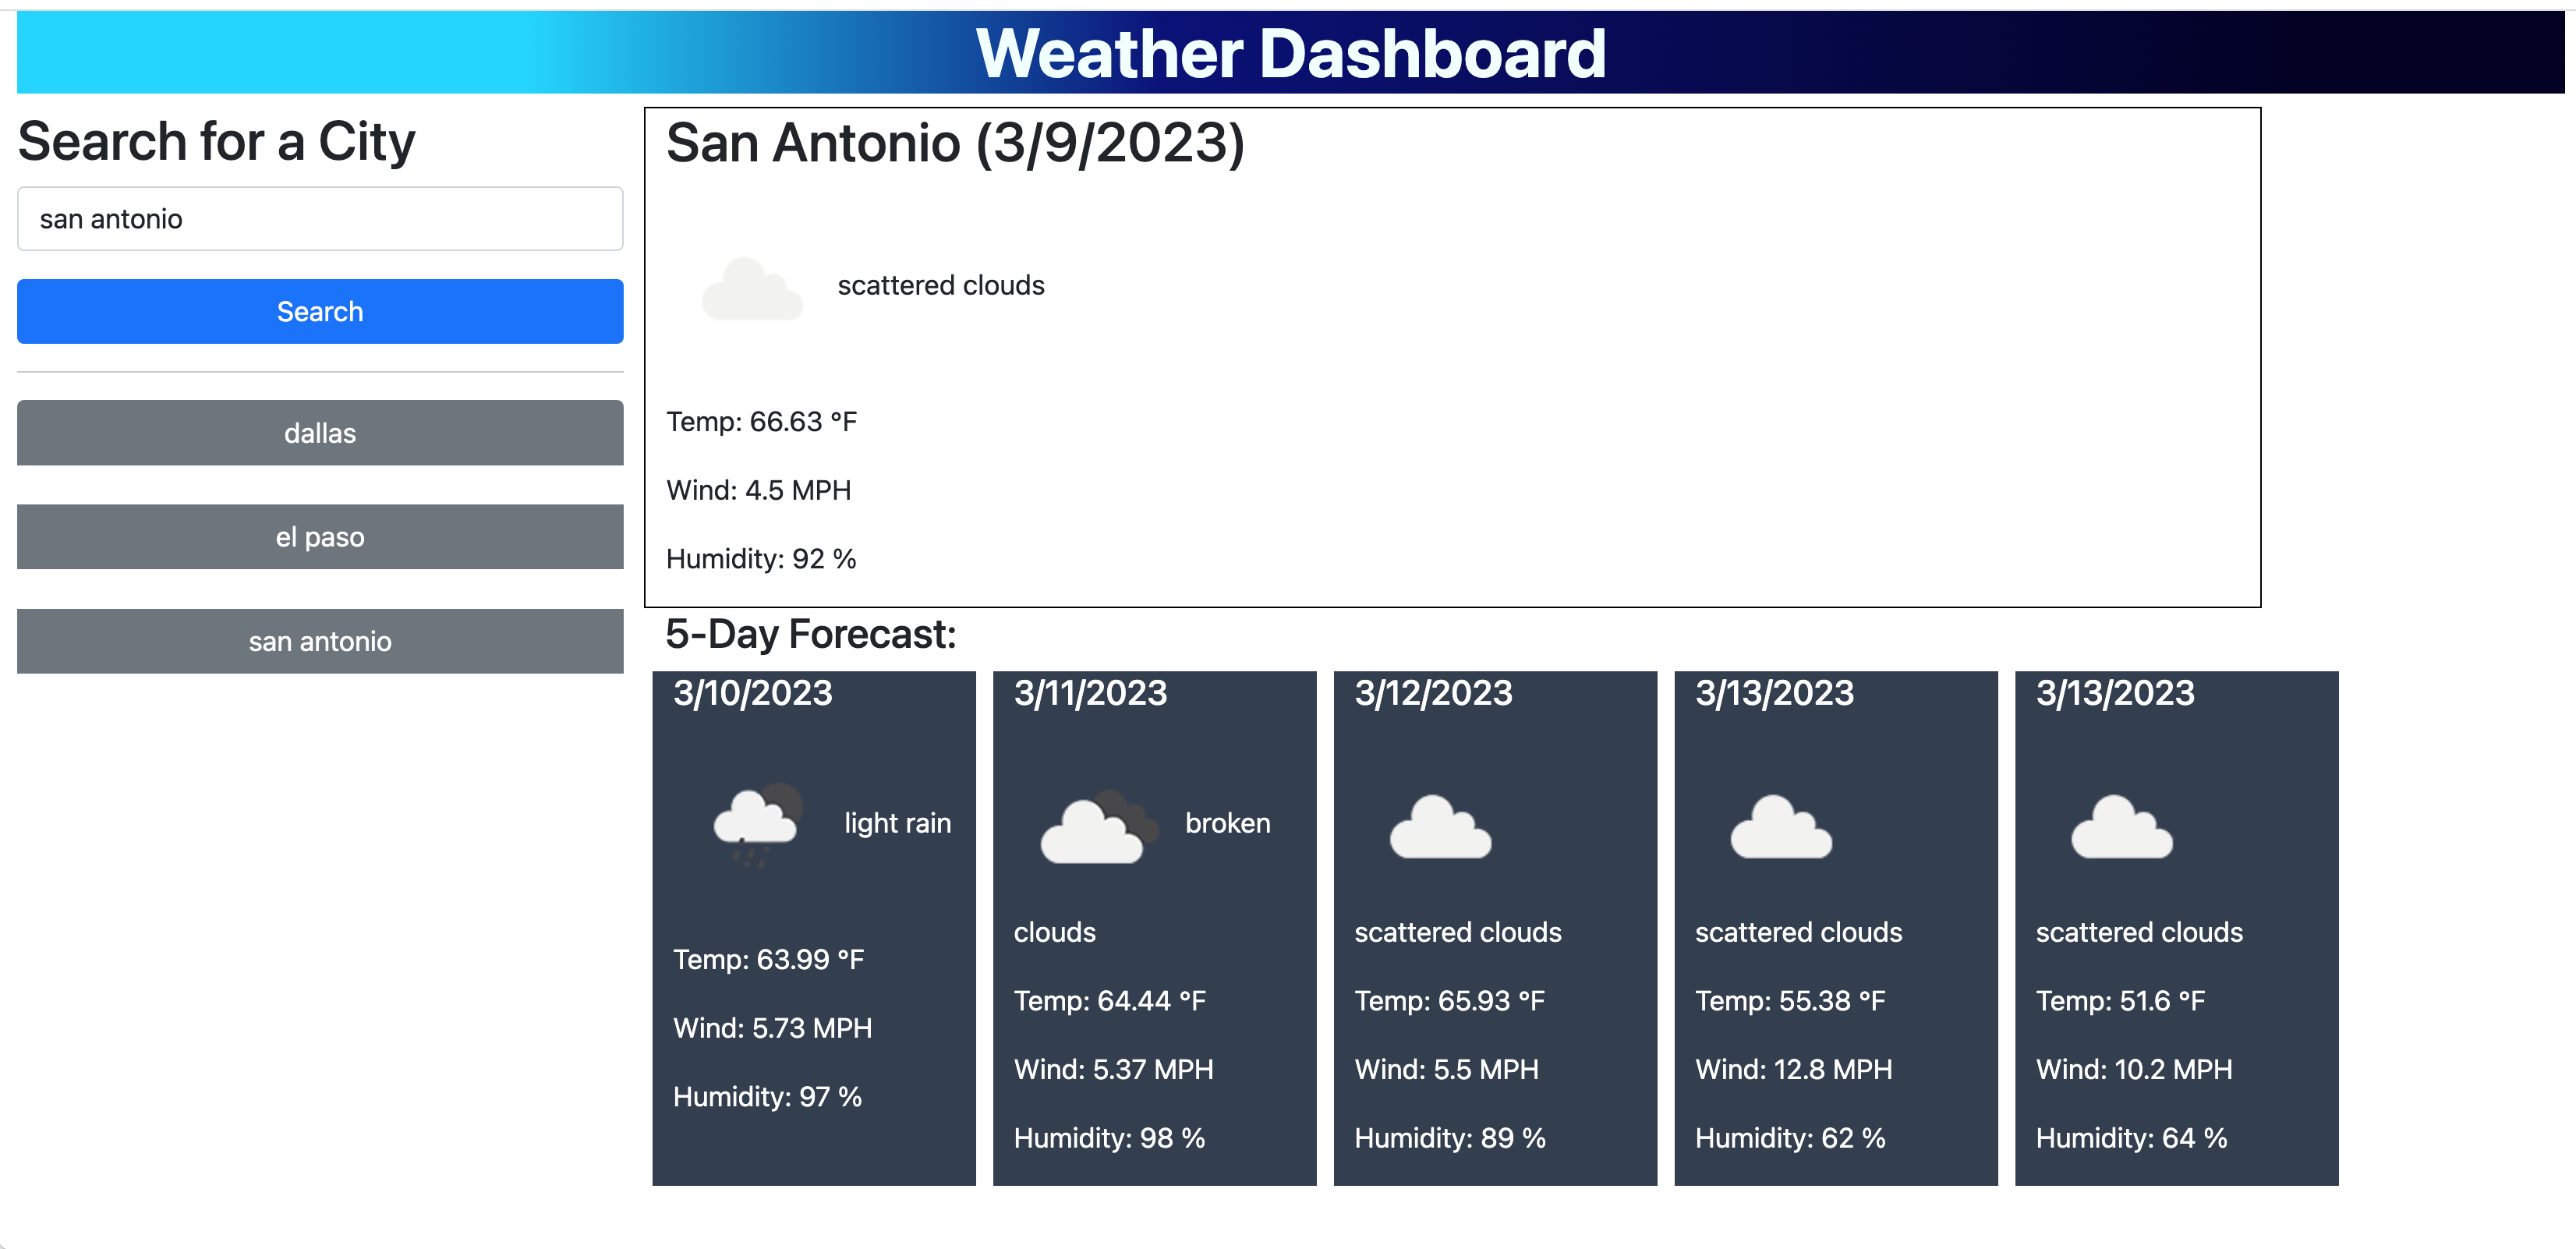 Weather Dashboard
Search for a City
san antonio
Search
dallas
el paso
san antonio
San Antonio (3/9/2023)
scattered clouds
Temp: 66.63 °F
Wind: 4.5 MPH
Humidity: 92 %
5-Day Forecast:
3/10/2023
light rain
Temp: 63.99 °F
Wind: 5.73 MPH
Humidity: 97 %
3/11/2023
broken
clouds
Temp: 64.44 °F
Wind: 5.37 MPH
Humidity: 98 %
3/12/2023
scattered clouds
Temp: 65.93 °F
Wind: 5.5 MPH
Humidity: 89 %
3/13/2023
scattered clouds
Temp: 55.38 °F
Wind: 12.8 MPH
Humidity: 62 %
3/13/2023
scattered clouds
Temp: 51.6 °F
Wind: 10.2 MPH
Humidity: 64 %